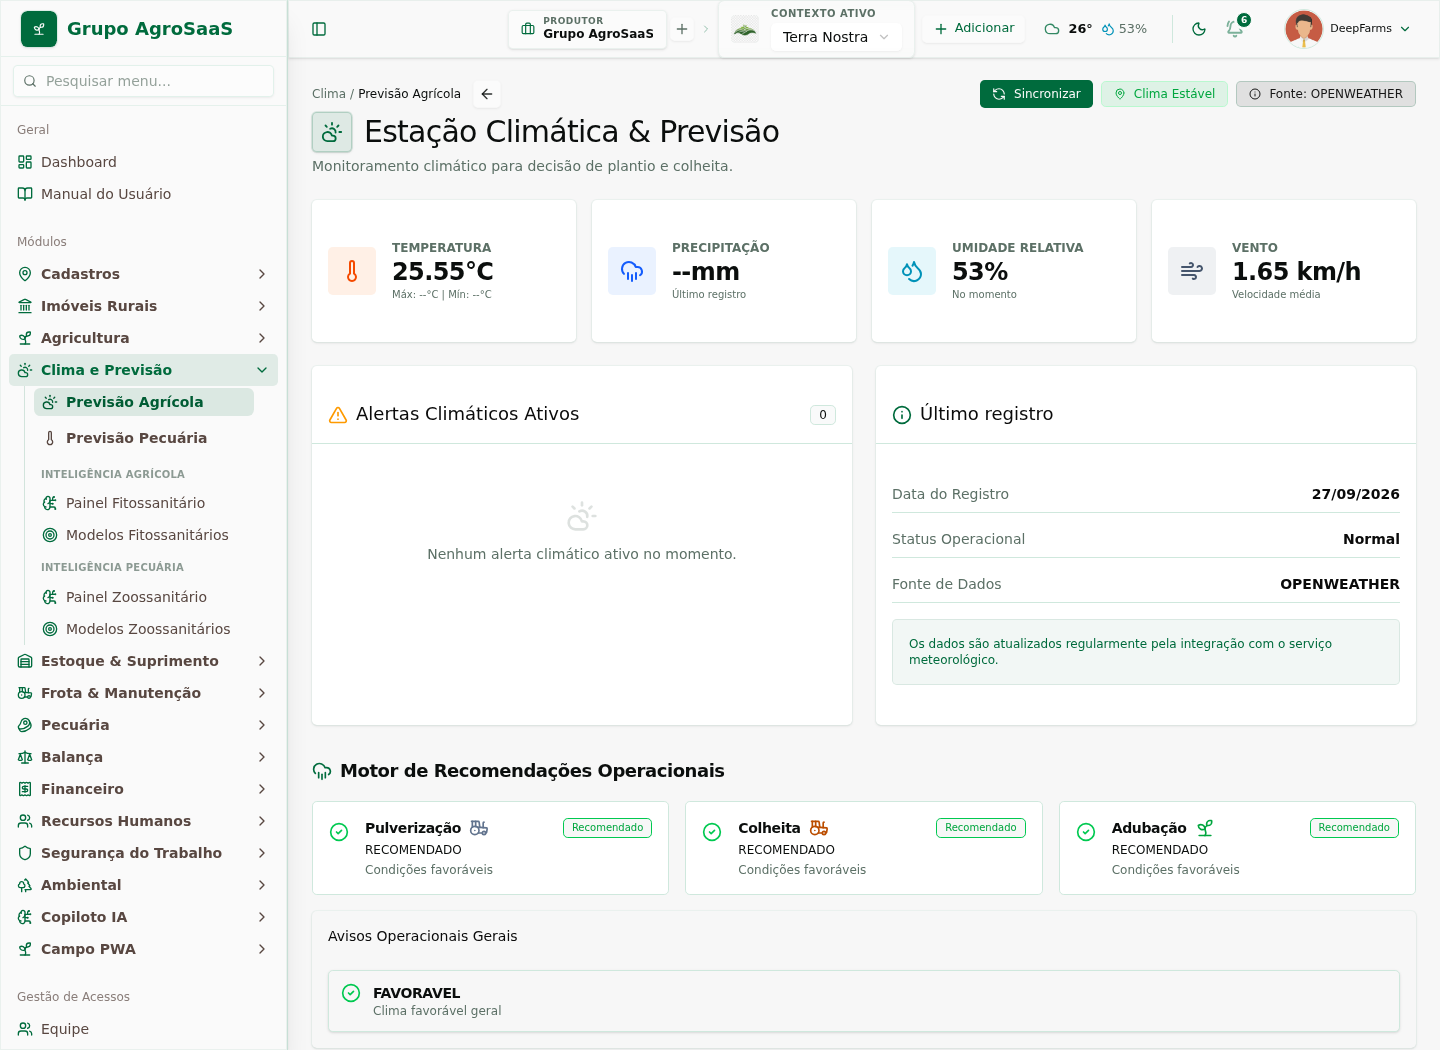 Grupo AgroSaaS
Pesquisar menu...
Geral
Dashboard
Manual do Usuário
Módulos
Cadastros
Imóveis Rurais
Agricultura
Clima e Previsão
Previsão Agrícola
Previsão Pecuária
INTELIGÊNCIA AGRÍCOLA
Painel Fitossanitário
Modelos Fitossanitários
INTELIGÊNCIA PECUÁRIA
Painel Zoossanitário
Modelos Zoossanitários
Estoque & Suprimento
Frota & Manutenção
Pecuária
Balança
Financeiro
Recursos Humanos
Segurança do Trabalho
Ambiental
Copiloto IA
Campo PWA
Gestão de Acessos
Equipe
PRODUTOR
Grupo AgroSaaS
CONTEXTO ATIVO
Terra Nostra
Adicionar
26° 53%
6
DeepFarms
Clima / Previsão Agrícola
Sincronizar
Clima Estável
Fonte: OPENWEATHER
Estação Climática & Previsão
Monitoramento climático para decisão de plantio e colheita.
TEMPERATURA
25.55°C
Máx: --°C | Mín: --°C
PRECIPITAÇÃO
--mm
Último registro
UMIDADE RELATIVA
53%
No momento
VENTO
1.65 km/h
Velocidade média
Alertas Climáticos Ativos
0
Nenhum alerta climático ativo no momento.
Último registro
Data do Registro 27/09/2026
Status Operacional Normal
Fonte de Dados OPENWEATHER
Os dados são atualizados regularmente pela integração com o serviço
meteorológico.
Motor de Recomendações Operacionais
Pulverização
Recomendado
RECOMENDADO
Condições favoráveis
Colheita
Recomendado
RECOMENDADO
Condições favoráveis
Adubação
Recomendado
RECOMENDADO
Condições favoráveis
Avisos Operacionais Gerais
FAVORAVEL
Clima favorável geral